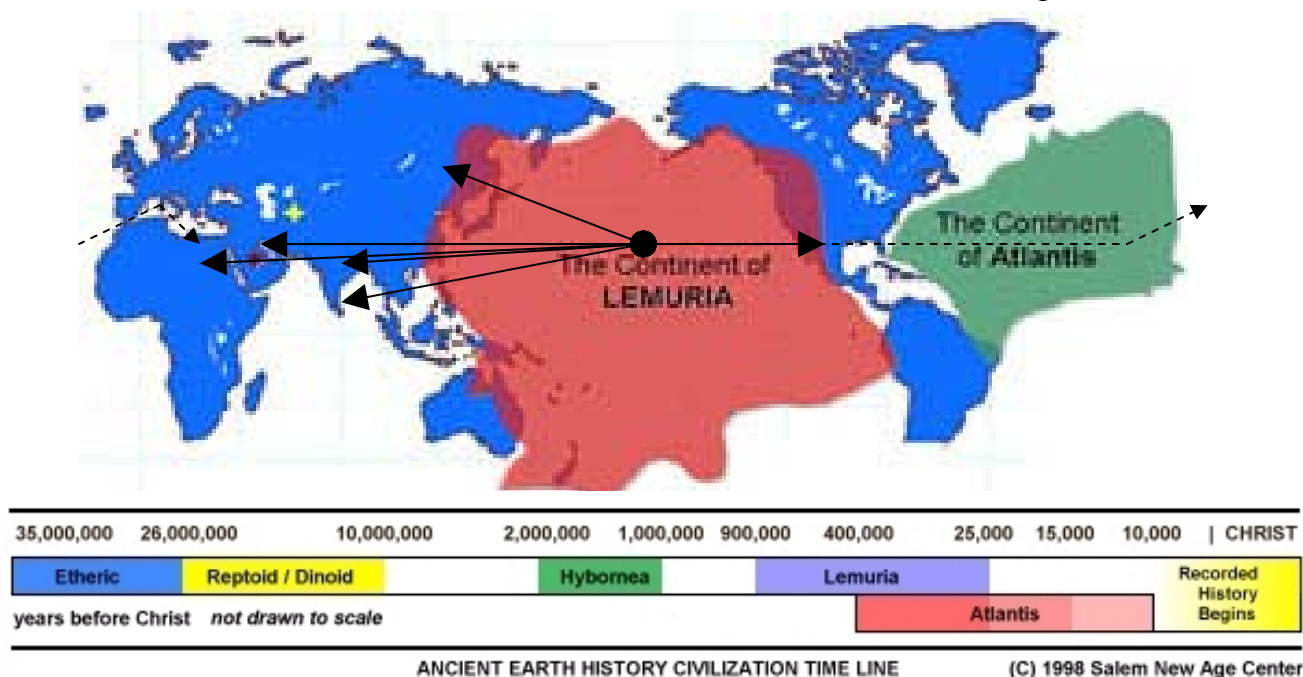 The Continent of
LEMURIA
The Continent
of Atlantis
35,000,000 26,000,000 10,000,000 2,000,000 1,000,000 900,000 400,000 25,000 15,000 10,000 | CHRIST
Etheric Reptoid / Dinoid Hybornea Lemuria Recorded
History
Begins
Atlantis
years before Christ not drawn to scale
ANCIENT EARTH HISTORY CIVILIZATION TIME LINE (C) 1998 Salem New Age Center